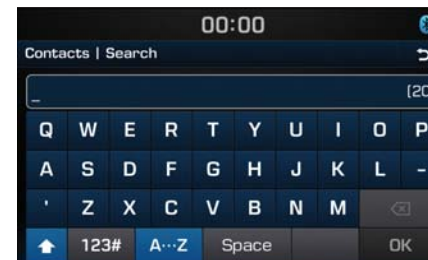 00:00
Contacts | Search
_ (20
Q W E R T Y U I O P
A S D F G H J K L -
' Z X C V B N M
123# A···Z Space OK